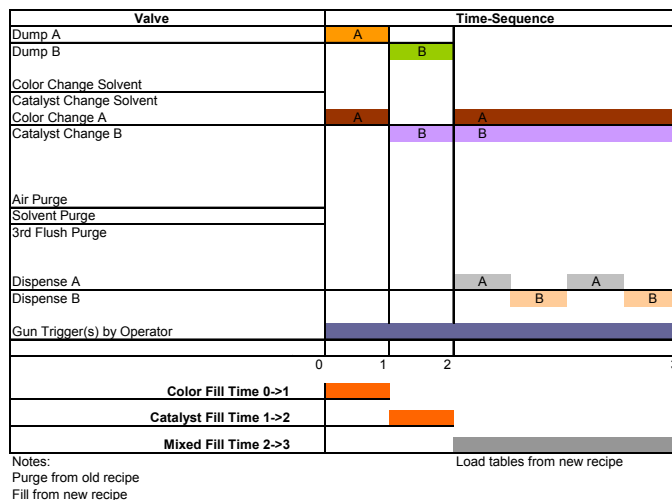 Valve Time-Sequence
Dump A A
Dump B B
Color Change Solvent
Catalyst Change Solvent
Color Change A A A
Catalyst Change B B B
Air Purge
Solvent Purge
3rd Flush Purge
Dispense A A A
Dispense B B B
Gun Trigger(s) by Operator
0 1 2
Color Fill Time 0->1
Catalyst Fill Time 1->2
Mixed Fill Time 2->3
Notes: Load tables from new recipe
Purge from old recipe
Fill from new recipe